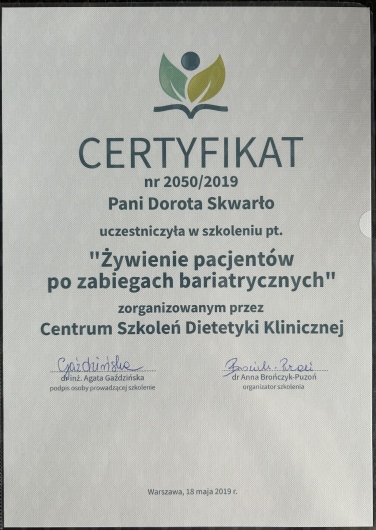 CERTYFIKAT
nr 2050/2019
Pani Dorota Skwarło
uczestniczyła w szkoleniu pt.
"Żywienie pacjentów
po zabiegach bariatrycznych"
zorganizowanym przez
Centrum Szkoleń Dietetyki Klinicznej
Gaździńska
dr inż. Agata Gaździńska
podpis osoby prowadzącej szkolenie
dr Anna Brończyk-Puzoń
organizator szkolenia
Warszawa, 18 maja 2019 r.